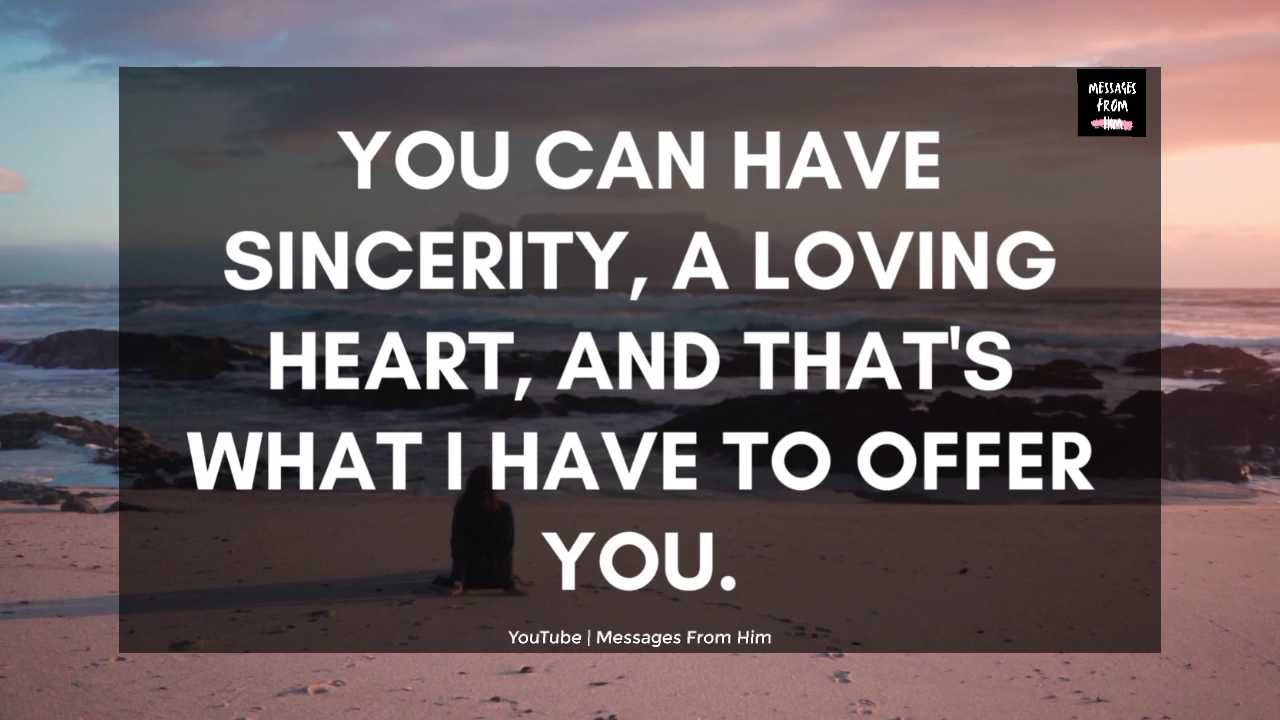 MESSAGES
FROM
Him
YOU CAN HAVE
SINCERITY, A LOVING
HEART, AND THAT'S
WHAT I HAVE TO OFFER
YOU.
YouTube | Messages From Him